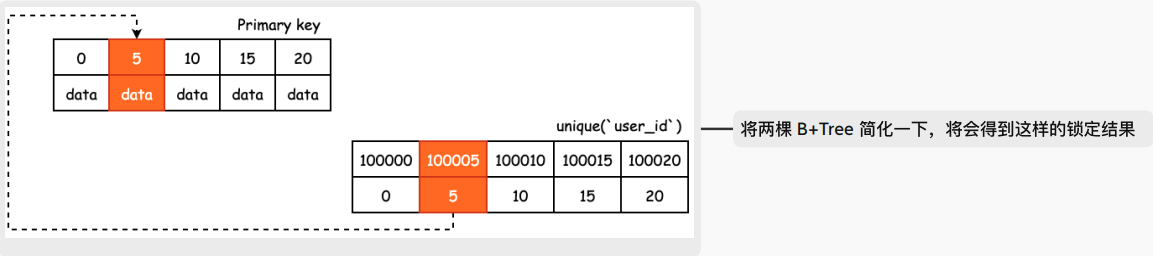 Primary key
0 5 10 15 20
data data data data data
unique(`user_id`)
100000 100005 100010 100015 100020
0 5 10 15 20
将两棵 B+Tree 简化一下，将会得到这样的锁定结果